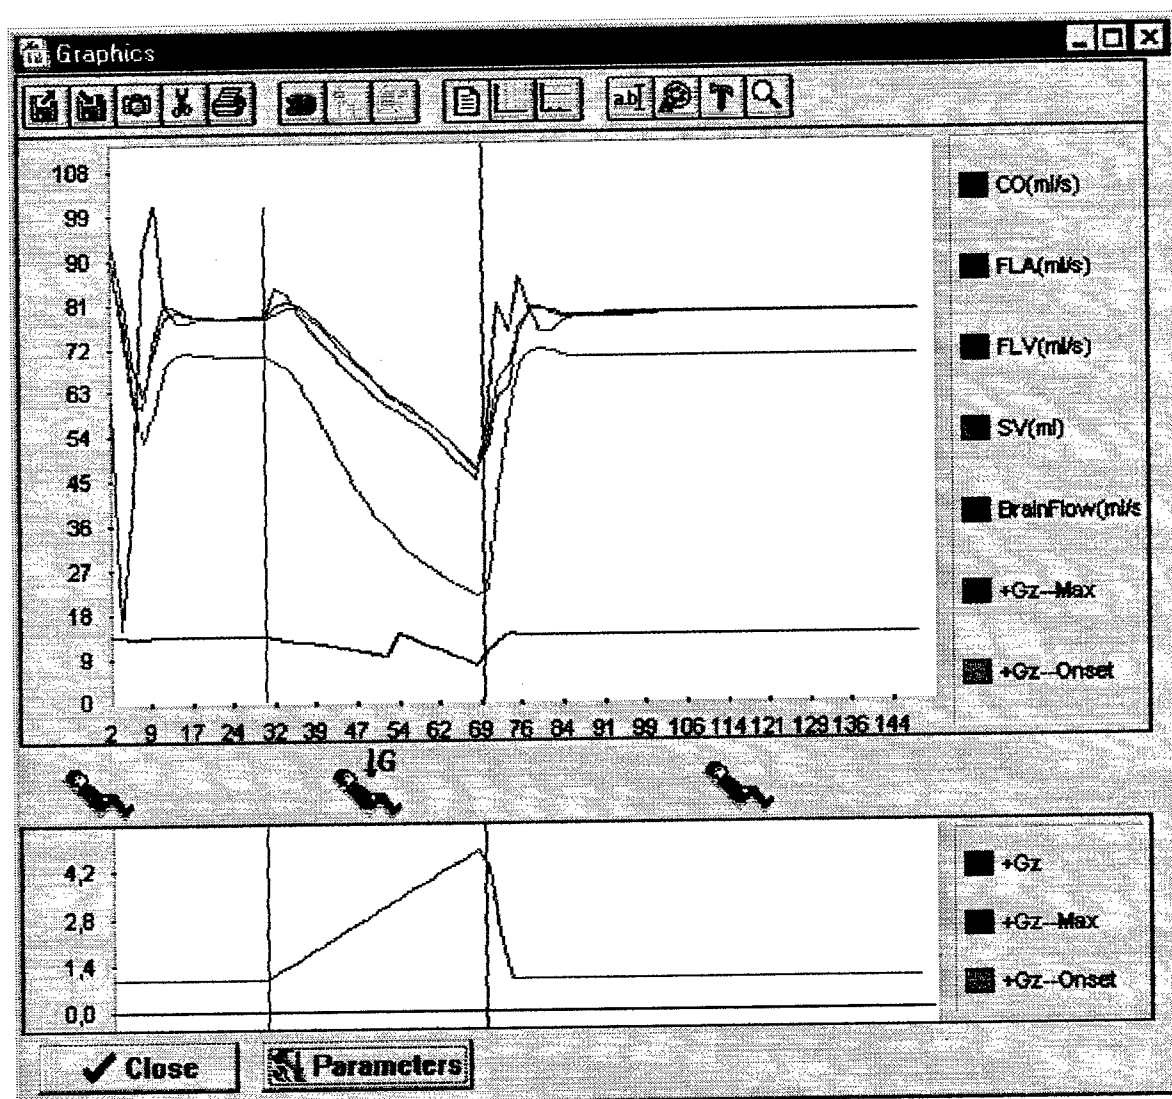 Graphics
ab
108
99
90
81
72
63
54
45
36
27
18
9
0
2 9 17 24 32 39 47 54 62 69 76 84 91 99 106 114 121 129 136 144
CO(ml/s)
FLA(ml/s)
FLV(ml/s)
SV(ml)
BrainFlow(ml/s
+Gz--Max
+Gz--Onset
↓G
4,2
2,8
1,4
0,0
+Gz
+Gz--Max
+Gz--Onset
Close
Parameters